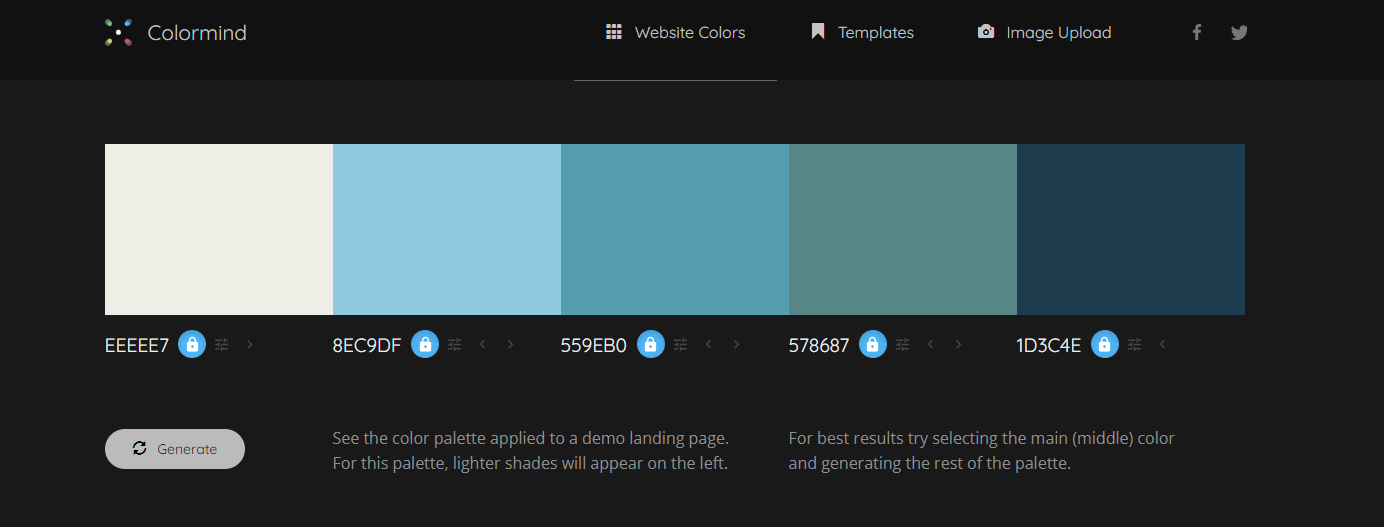 Colormind
Website Colors
Templates
Image Upload
EEEEE7
8EC9DF
559EB0
578687
1D3C4E
Generate
See the color palette applied to a demo landing page.
For this palette, lighter shades will appear on the left.
For best results try selecting the main (middle) color
and generating the rest of the palette.